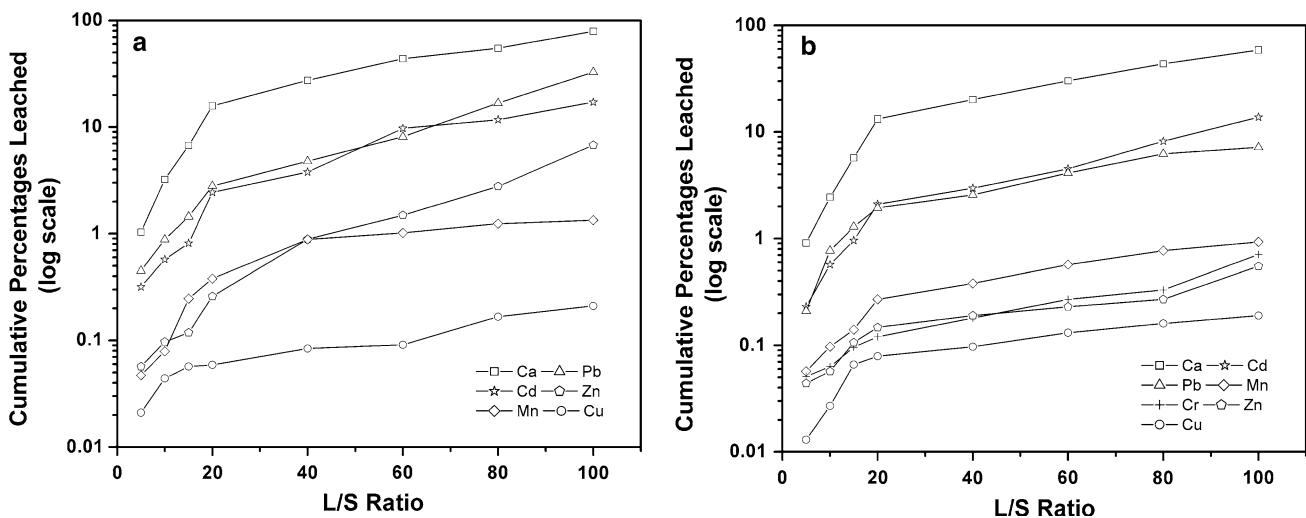 a
Cumulative Percentages Leached
(log scale)
100
10
1
0.1
0.01
0 20 40 60 80 100
L/S Ratio
Ca Pb
Cd Zn
Mn Cu
b
Cumulative Percentages Leached
(log scale)
100
10
1
0.1
0.01
0 20 40 60 80 100
L/S Ratio
Ca Cd
Pb Mn
Cr Zn
Cu